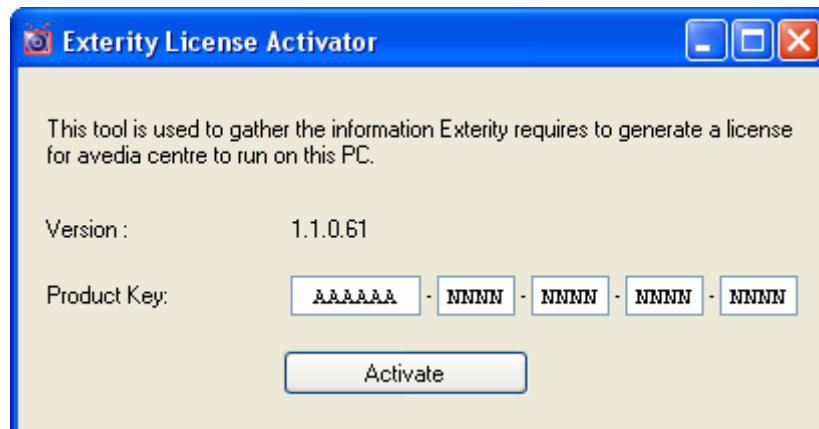 Exterity License Activator
This tool is used to gather the information Exterity requires to generate a license
for avedia centre to run on this PC.
Version : 1.1.0.61
Product Key: AAAAAA - NNNN - NNNN - NNNN - NNNN
Activate